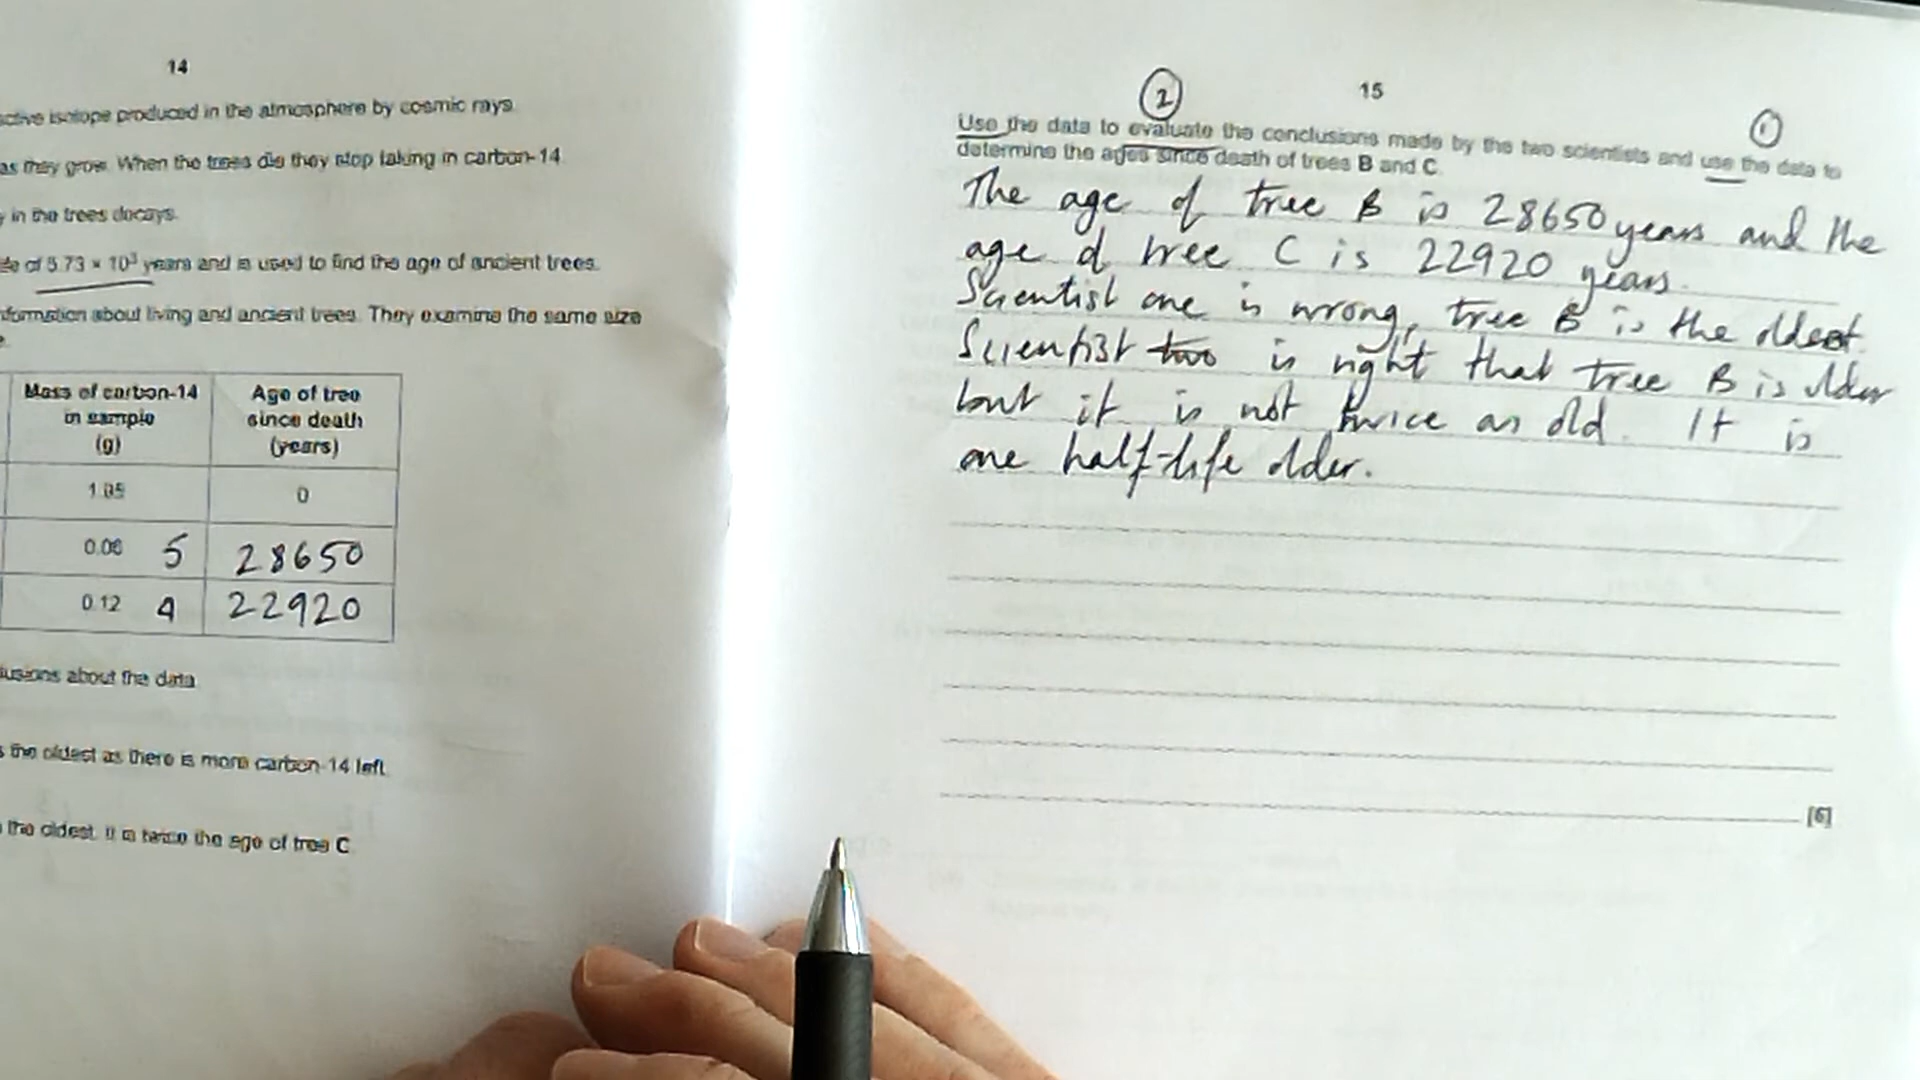 14
active isotope produced in the atmosphere by cosmic rays.
as they grow. When the trees die they stop taking in carbon-14
in the trees decays.
of 5.73 × 10³ years and is used to find the age of ancient trees.
information about living and ancient trees. They examine the same size
Mass of carbon-14
in sample
(g)
Age of tree
since death
(years)
1.85
0
0.06 5
28650
0.12 4
22920
lusions about the data
the oldest as there is more carbon-14 left.
the oldest. It is twice the age of tree C.
2
15
1
Use the data to evaluate the conclusions made by the two scientists and use the data to
determine the ages since death of trees B and C.
The age of tree B is 28650 years and the
age of tree C is 22920 years.
Scientist one is wrong, tree B is the oldest.
Scientist two is right that tree B is older
but it is not twice as old. It is
one half-life older.
[6]